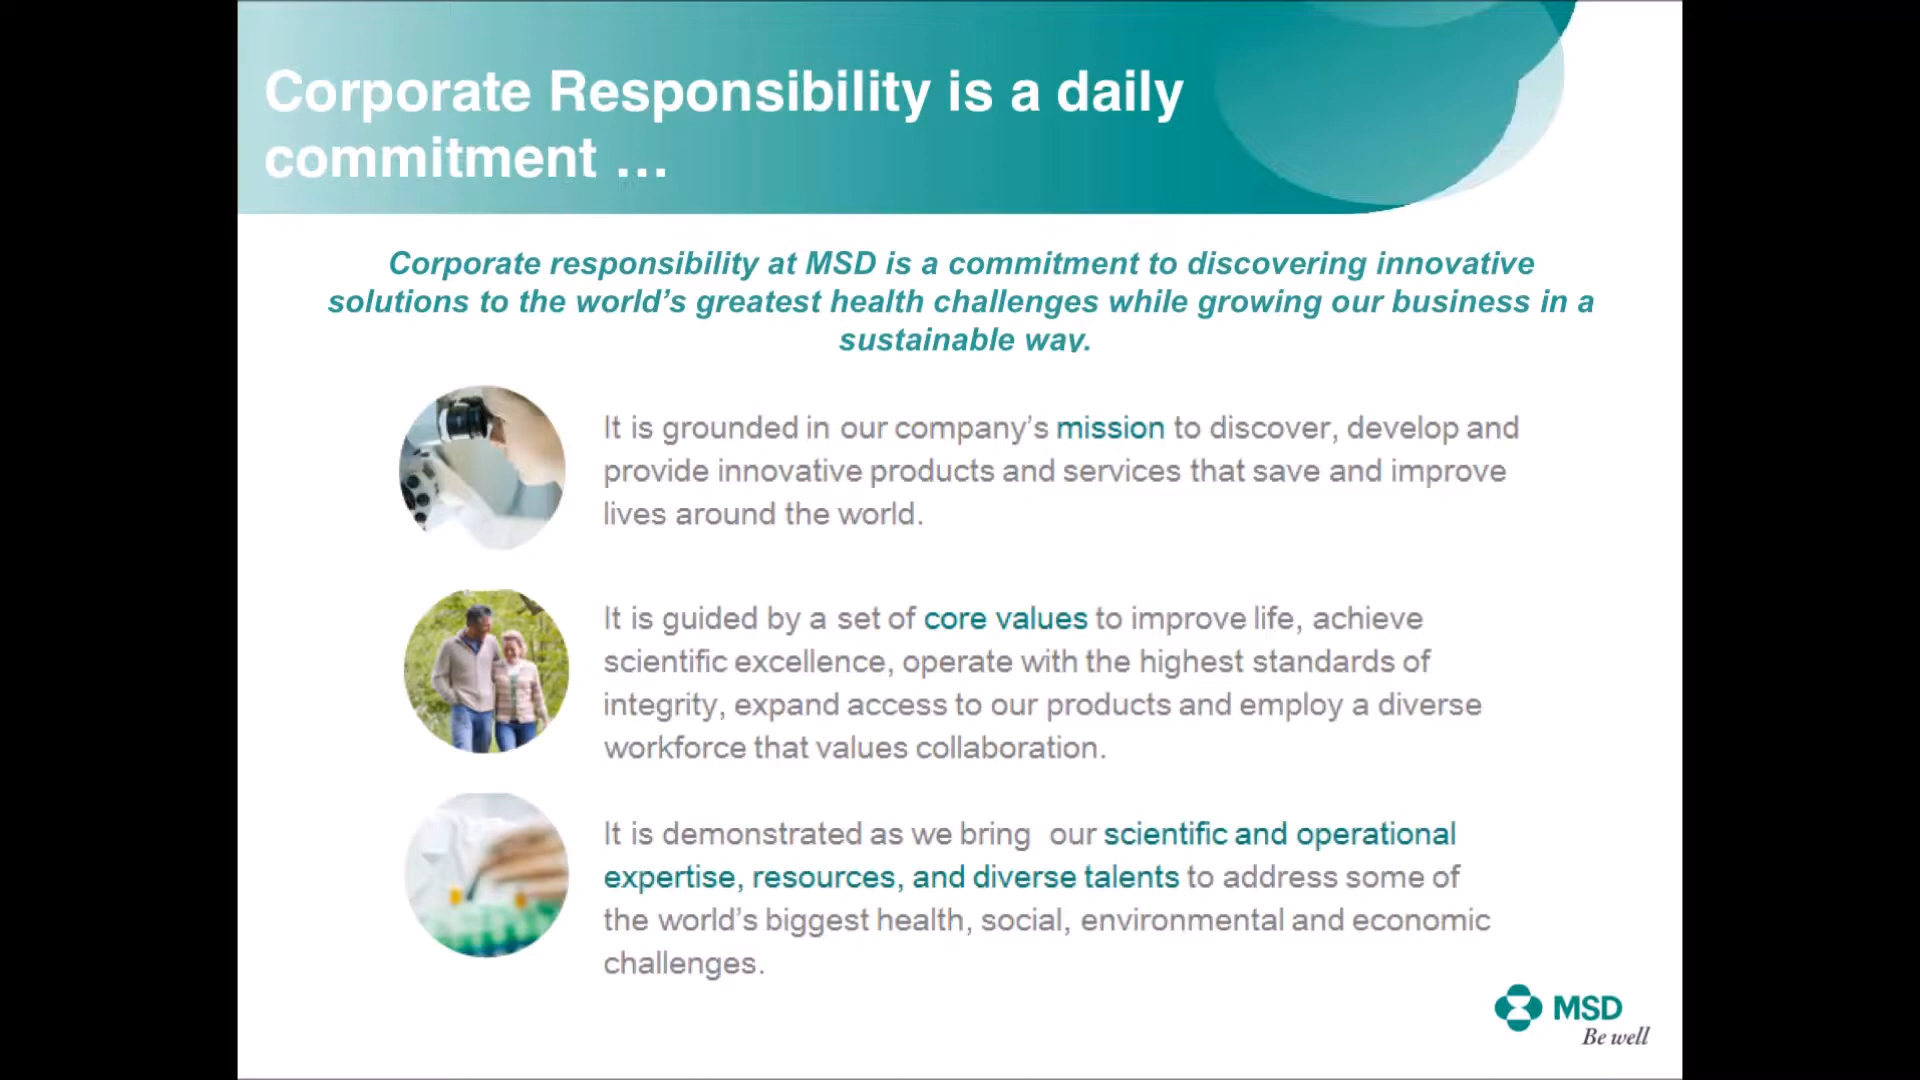 Corporate Responsibility is a daily
commitment …
Corporate responsibility at MSD is a commitment to discovering innovative
solutions to the world’s greatest health challenges while growing our business in a
sustainable way.
It is grounded in our company’s mission to discover, develop and
provide innovative products and services that save and improve
lives around the world.
It is guided by a set of core values to improve life, achieve
scientific excellence, operate with the highest standards of
integrity, expand access to our products and employ a diverse
workforce that values collaboration.
It is demonstrated as we bring our scientific and operational
expertise, resources, and diverse talents to address some of
the world’s biggest health, social, environmental and economic
challenges.
MSD
Be well